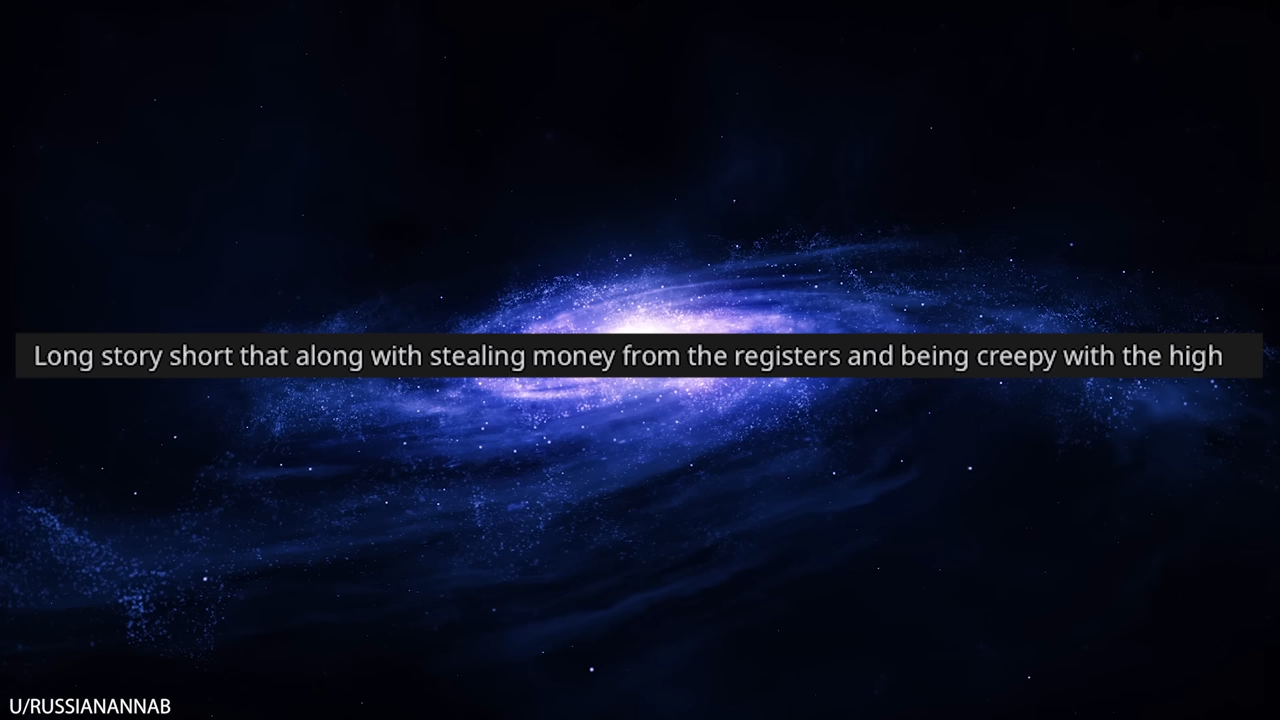 Long story short that along with stealing money from the registers and being creepy with the high
U/RUSSIANANNAB